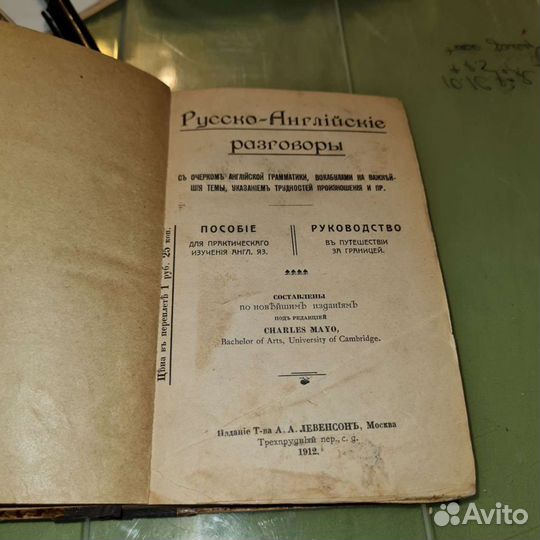 Русско-Англійскіе
разговоры
СЪ ОЧЕРКОМЪ АНГЛІЙСКОЙ ГРАММАТИКИ, ВОКАБУЛАМИ НА ВАЖНѢЙ-
ШІЯ ТЕМЫ, УКАЗАНІЕМЪ ТРУДНОСТЕЙ ПРОИЗНОШЕНІЯ И ПР.
ПОСОБІЕ
ДЛЯ ПРАКТИЧЕСКАГО
ИЗУЧЕНІЯ АНГЛ. ЯЗ.
РУКОВОДСТВО
ВЪ ПУТЕШЕСТВІИ
ЗА ГРАНИЦЕЙ.
СОСТАВЛЕНЫ
по новѣйшимъ изданіямъ
ПОДЪ РЕДАКЦІЕЙ
CHARLES MAYO,
Bachelor of Arts, University of Cambridge.
Цѣна въ переплетѣ 1 руб. 25 коп.
Изданіе Т-ва А. А. ЛЕВЕНСОНЪ, Москва
Трехпрудный пер., с. д.
1912.
Avito